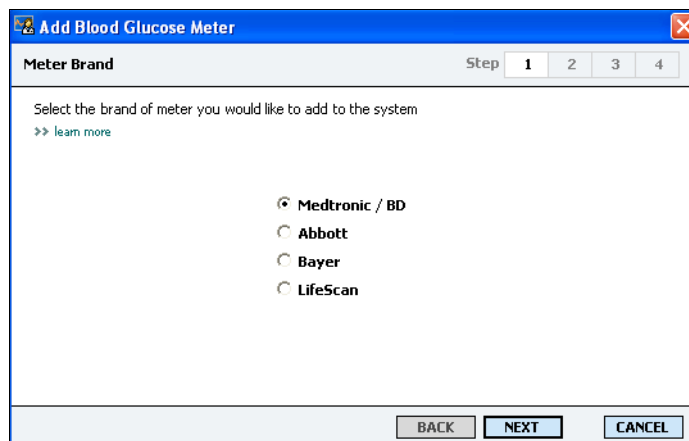 Add Blood Glucose Meter
Meter Brand Step 1 2 3 4
Select the brand of meter you would like to add to the system
>> learn more
Medtronic / BD
Abbott
Bayer
LifeScan
BACK NEXT CANCEL